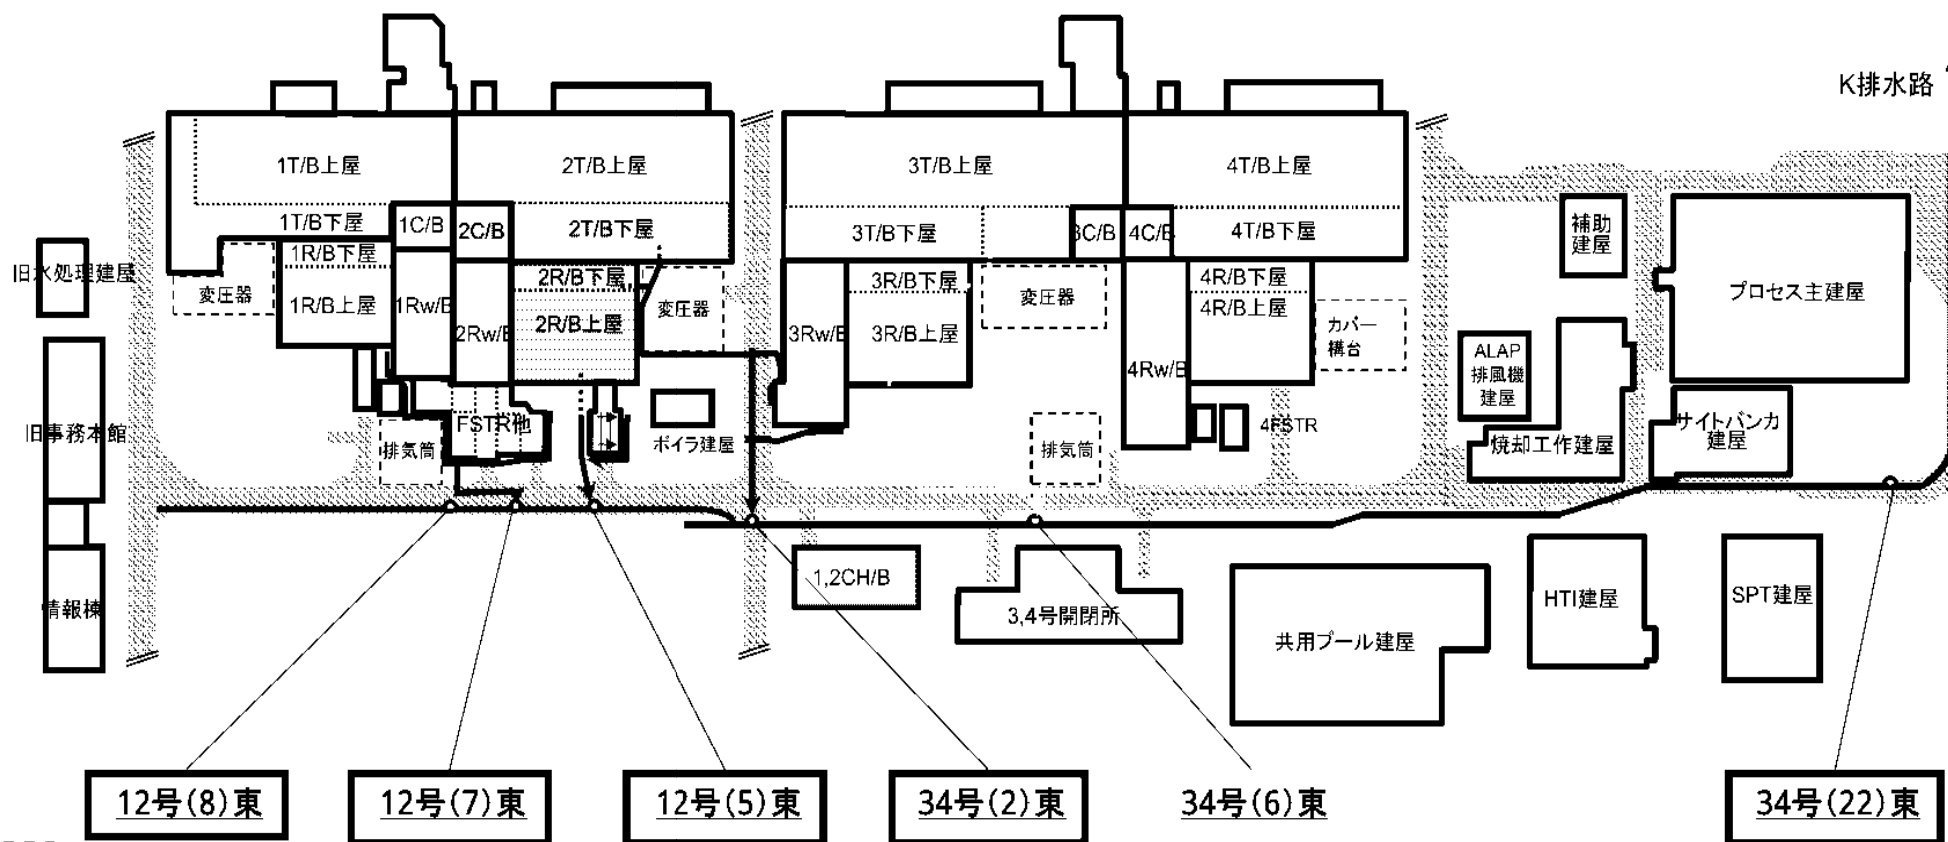 K排水路
1T/B上屋
2T/B上屋
3T/B上屋
4T/B上屋
1T/B下屋
1C/B
2C/B
2T/B下屋
3T/B下屋
3C/B
4C/B
4T/B下屋
補助
建屋
旧水処理建屋
変圧器
1R/B下屋
1R/B上屋
1Rw/B
2Rw/B
2R/B下屋
2R/B上屋
変圧器
3Rw/B
3R/B下屋
3R/B上屋
変圧器
4Rw/B
4R/B下屋
4R/B上屋
カバー
構台
プロセス主建屋
ALAP
排風機
建屋
旧事務本館
排気筒
FSTR他
ボイラ建屋
排気筒
4FSTR
焼却工作建屋
サイトバンカ
建屋
情報棟
1,2CH/B
3,4号開閉所
共用プール建屋
HTI建屋
SPT建屋
12号(8)東
12号(7)東
12号(5)東
34号(2)東
34号(6)東
34号(22)東